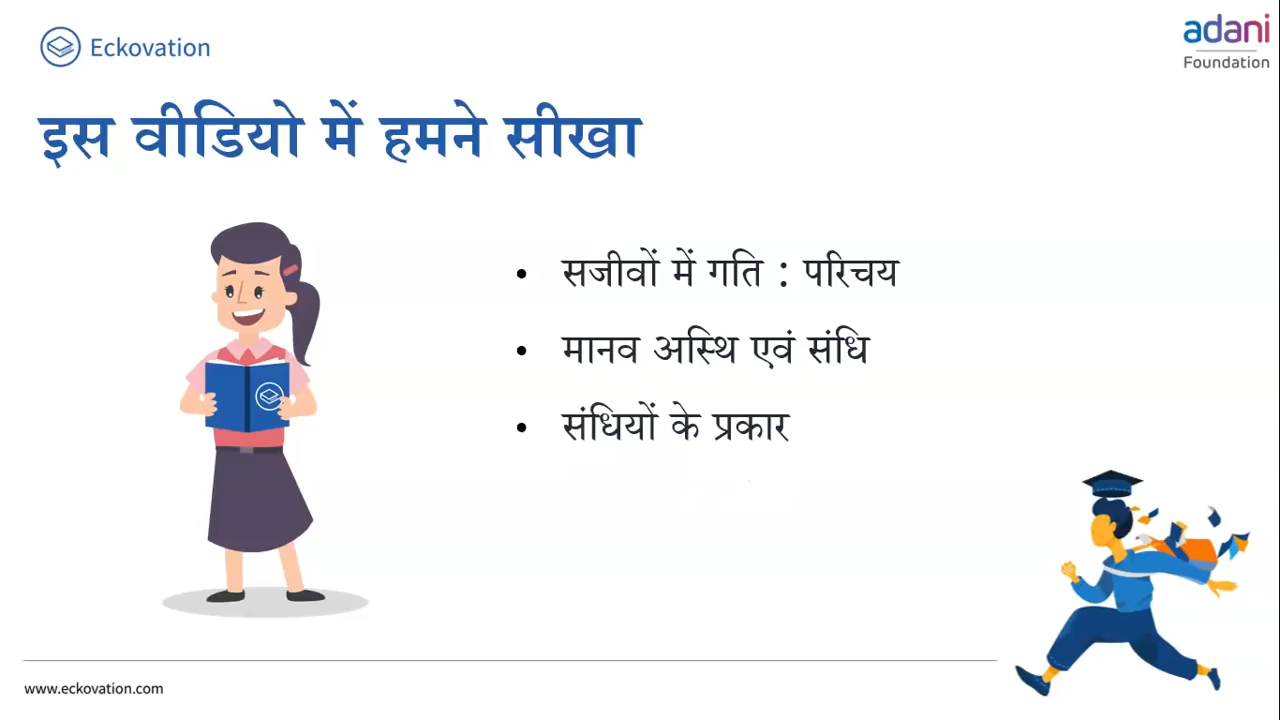 Eckovation
adani
Foundation
इस वीडियो में हमने सीखा
• सजीवों में गति : परिचय
• मानव अस्थि एवं संधि
• संधियों के प्रकार
www.eckovation.com